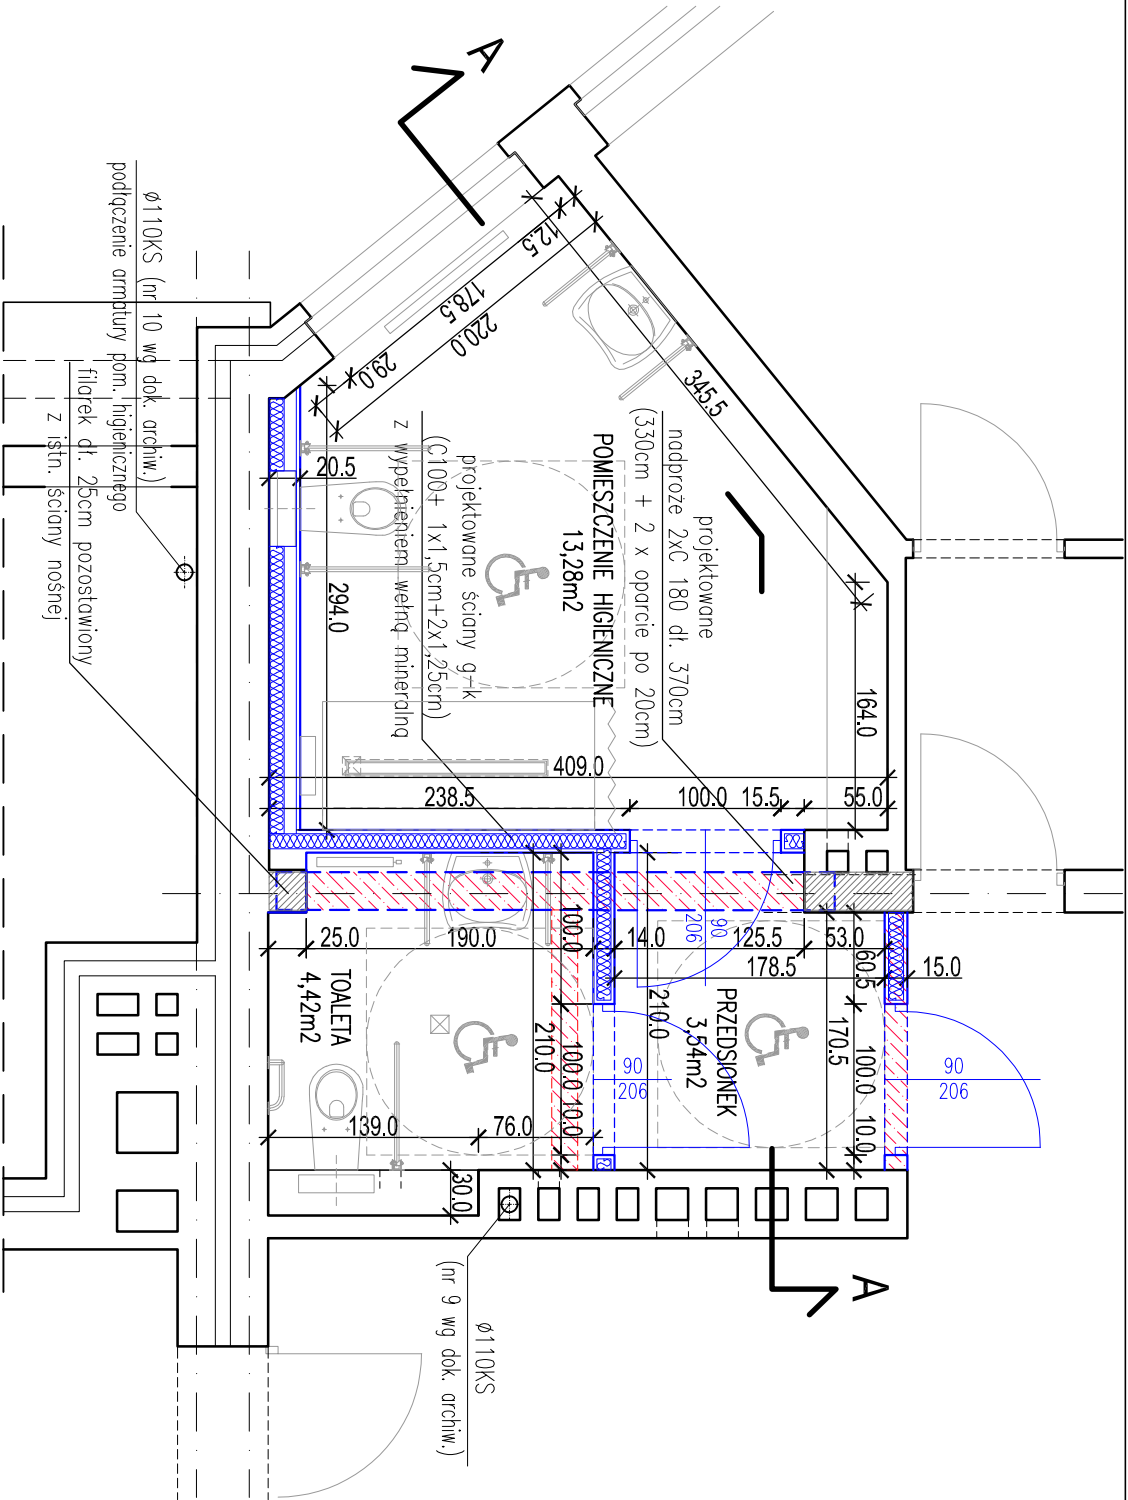 A
ø110KS (nr 10 wg dok. archiw.)
podłączenie armatury pom. higienicznego
filarek dł. 25cm pozostawiony
z istn. ściany nośnej
projektowane ściany g-k
(C100+ 1x1,5cm+2x1,25cm)
z wypełnieniem wełną mineralną
projektowane
nadproże 2xC 180 dł. 370cm
(330cm + 2 x oparcie po 20cm)
POMIESZCZENIE HIGIENICZNE
13,28m2
12.5
178.5
220.0
29.0
345.5
20.5
294.0
164.0
409.0
238.5
100.0
15.5
55.0
25.0
190.0
100.0
14.0
125.5
53.0
178.5
60.5
15.0
90
206
210.0
210.0
170.5
100.0
10.0
100.0
10.0
TOALETA
4,42m2
PRZEDSIONEK
3,54m2
90
206
90
206
139.0
76.0
30.0
ø110KS
(nr 9 wg dok. archiw.)
A